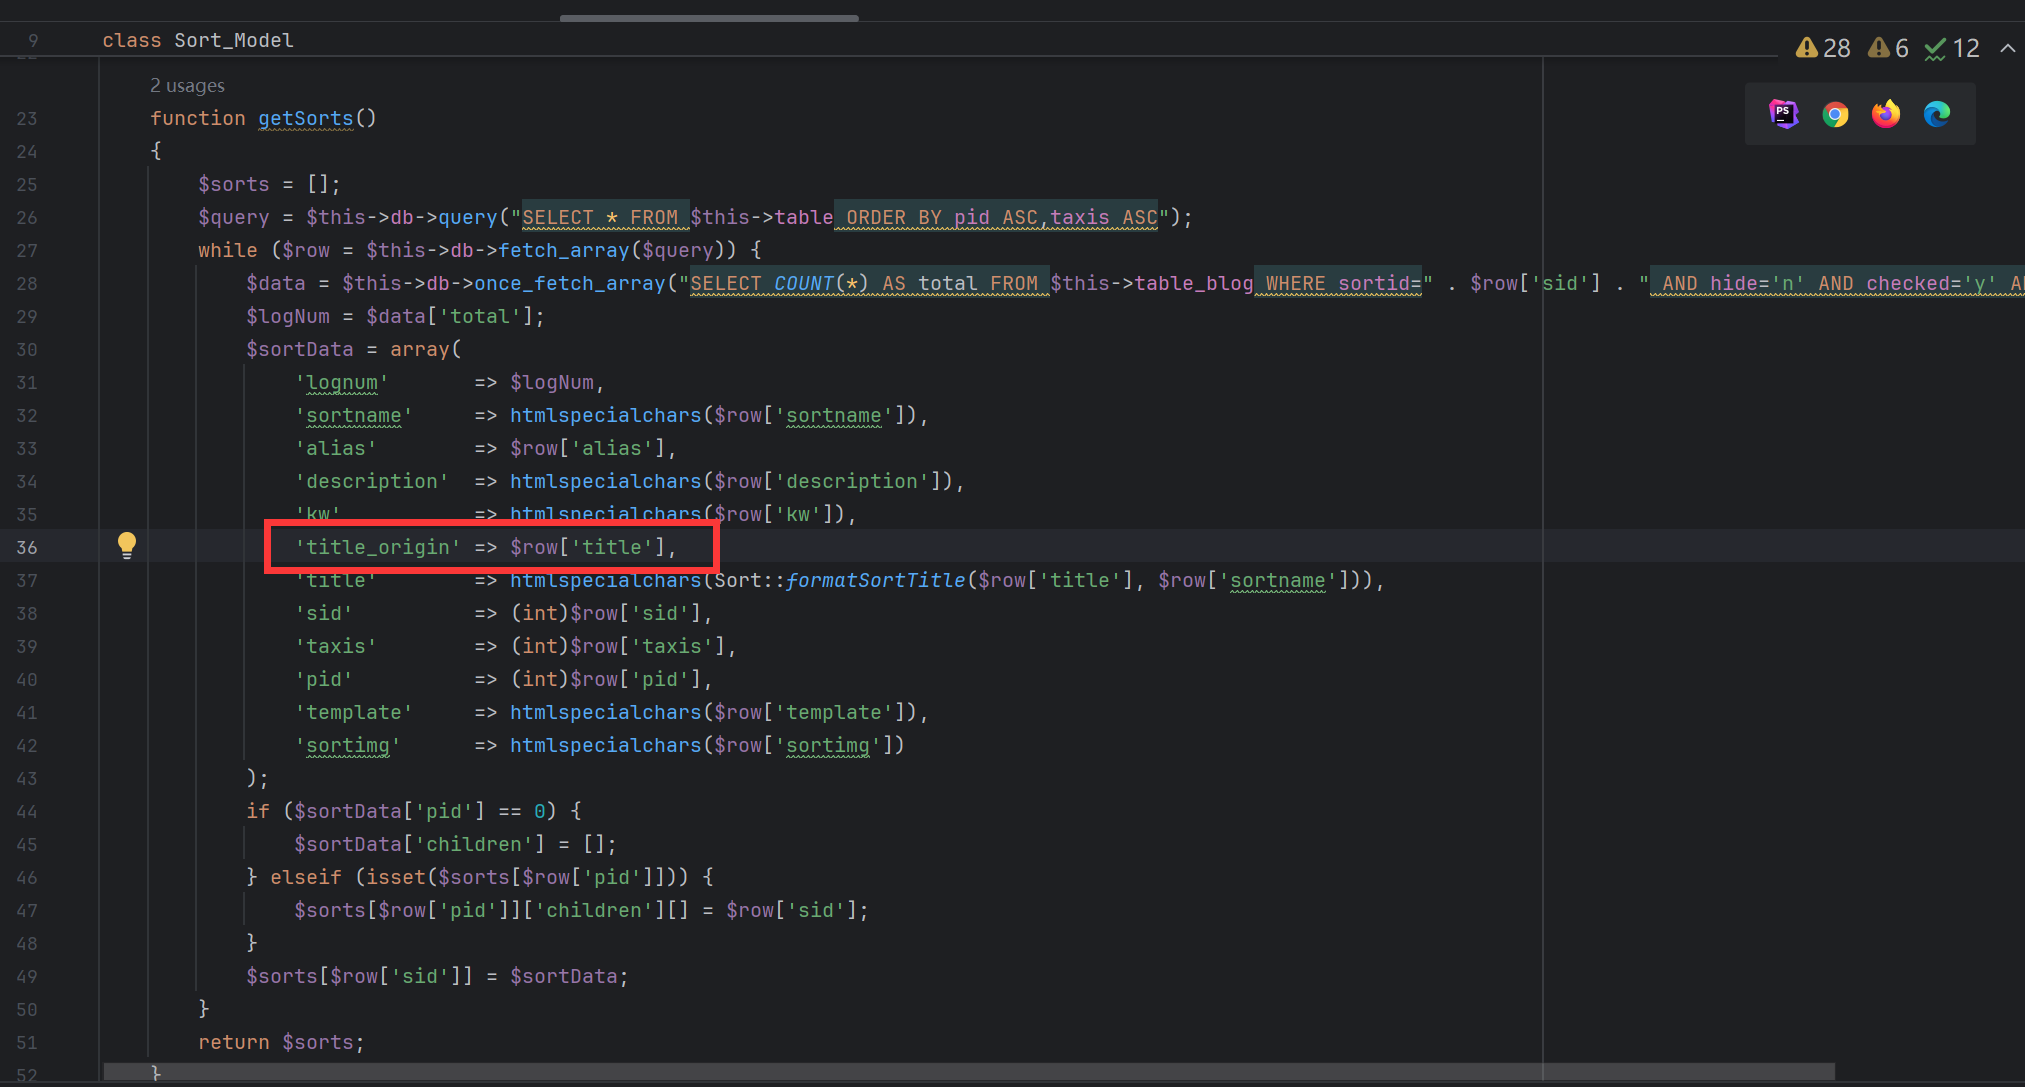 9 class Sort_Model
28 6 12
2 usages
23 function getSorts()
24 {
25 $sorts = [];
26 $query = $this->db->query("SELECT * FROM $this->table ORDER BY pid ASC,taxis ASC");
27 while ($row = $this->db->fetch_array($query)) {
28 $data = $this->db->once_fetch_array("SELECT COUNT(*) AS total FROM $this->table_blog WHERE sortid=" . $row['sid'] . " AND hide='n' AND checked='y' A
29 $logNum = $data['total'];
30 $sortData = array(
31 'lognum' => $logNum,
32 'sortname' => htmlspecialchars($row['sortname']),
33 'alias' => $row['alias'],
34 'description' => htmlspecialchars($row['description']),
35 'kw' => htmlspecialchars($row['kw']),
36 'title_origin' => $row['title'],
37 'title' => htmlspecialchars(Sort::formatSortTitle($row['title'], $row['sortname'])),
38 'sid' => (int)$row['sid'],
39 'taxis' => (int)$row['taxis'],
40 'pid' => (int)$row['pid'],
41 'template' => htmlspecialchars($row['template']),
42 'sortimg' => htmlspecialchars($row['sortimg'])
43 );
44 if ($sortData['pid'] == 0) {
45 $sortData['children'] = [];
46 } elseif (isset($sorts[$row['pid']])) {
47 $sorts[$row['pid']]['children'][] = $row['sid'];
48 }
49 $sorts[$row['sid']] = $sortData;
50 }
51 return $sorts;
52 }
PS